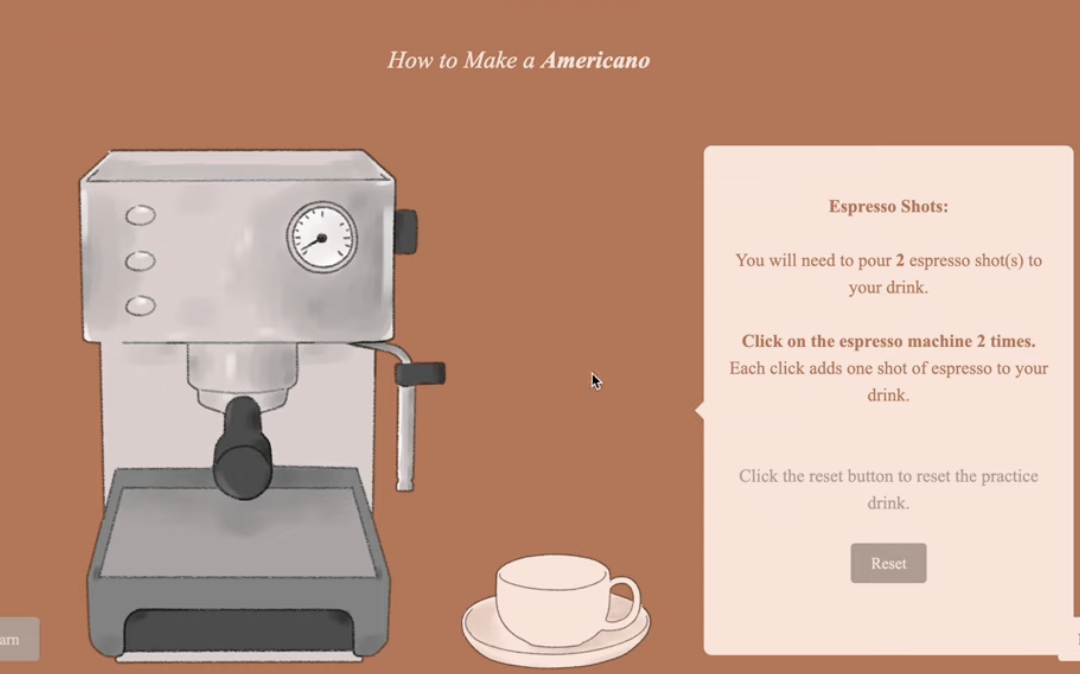 How to Make a Americano
Espresso Shots:
You will need to pour 2 espresso shot(s) to
your drink.
Click on the espresso machine 2 times.
Each click adds one shot of espresso to your
drink.
Click the reset button to reset the practice
drink.
Reset
arn